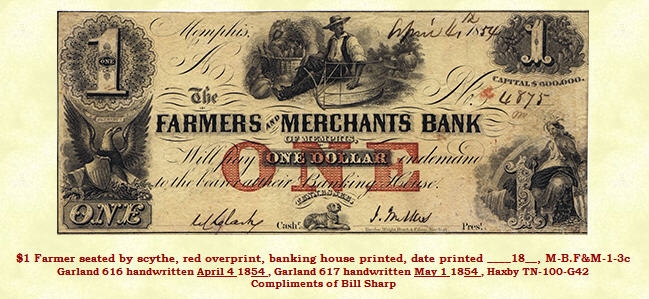 Memphis, April 4, 1854
1
ONE
1
CAPITAL $600,000.
No. 4875
The
FARMERS AND MERCHANTS BANK
OF MEMPHIS,
Will pay ONE DOLLAR on demand
ONE
to the bearer at their Banking House.
TENNESSEE.
ONE
1
Cash.r
Pres.t
$1 Farmer seated by scythe, red overprint, banking house printed, date printed ____18__, M-B.F&M-1-3c
Garland 616 handwritten April 4 1854 , Garland 617 handwritten May 1 1854 , Haxby TN-100-G42
Compliments of Bill Sharp